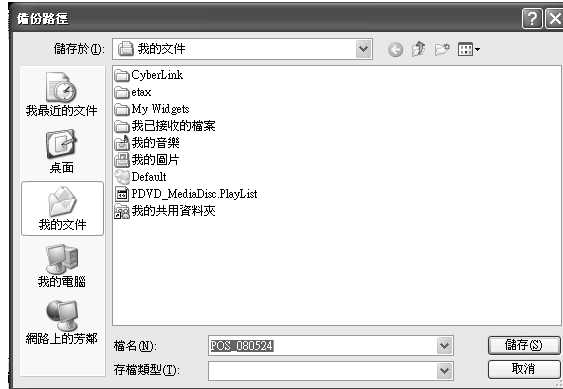 備份路徑
儲存於(I):
我的文件
我最近的文件
桌面
我的文件
我的電腦
網路上的芳鄰
CyberLink
etax
My Widgets
我已接收的檔案
我的音樂
我的圖片
Default
PDVD_MediaDisc.PlayList
我的共用資料夾
檔名(N):
POS_080524
儲存(S)
存檔類型(T):
取消